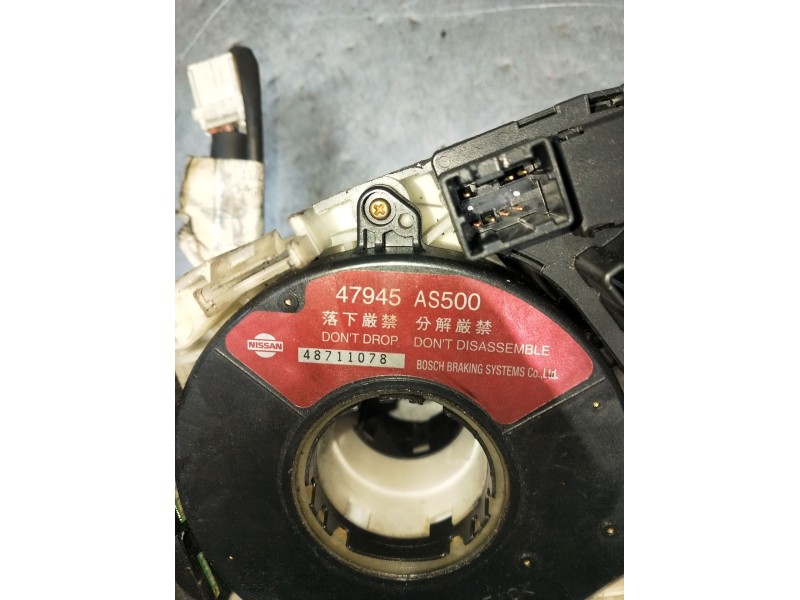 47945 AS500
落下厳禁 分解厳禁
DON'T DROP DON'T DISASSEMBLE
NISSAN
48711078
BOSCH BRAKING SYSTEMS Co.,Ltd.